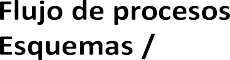 Flujo de procesos
Esquemas /